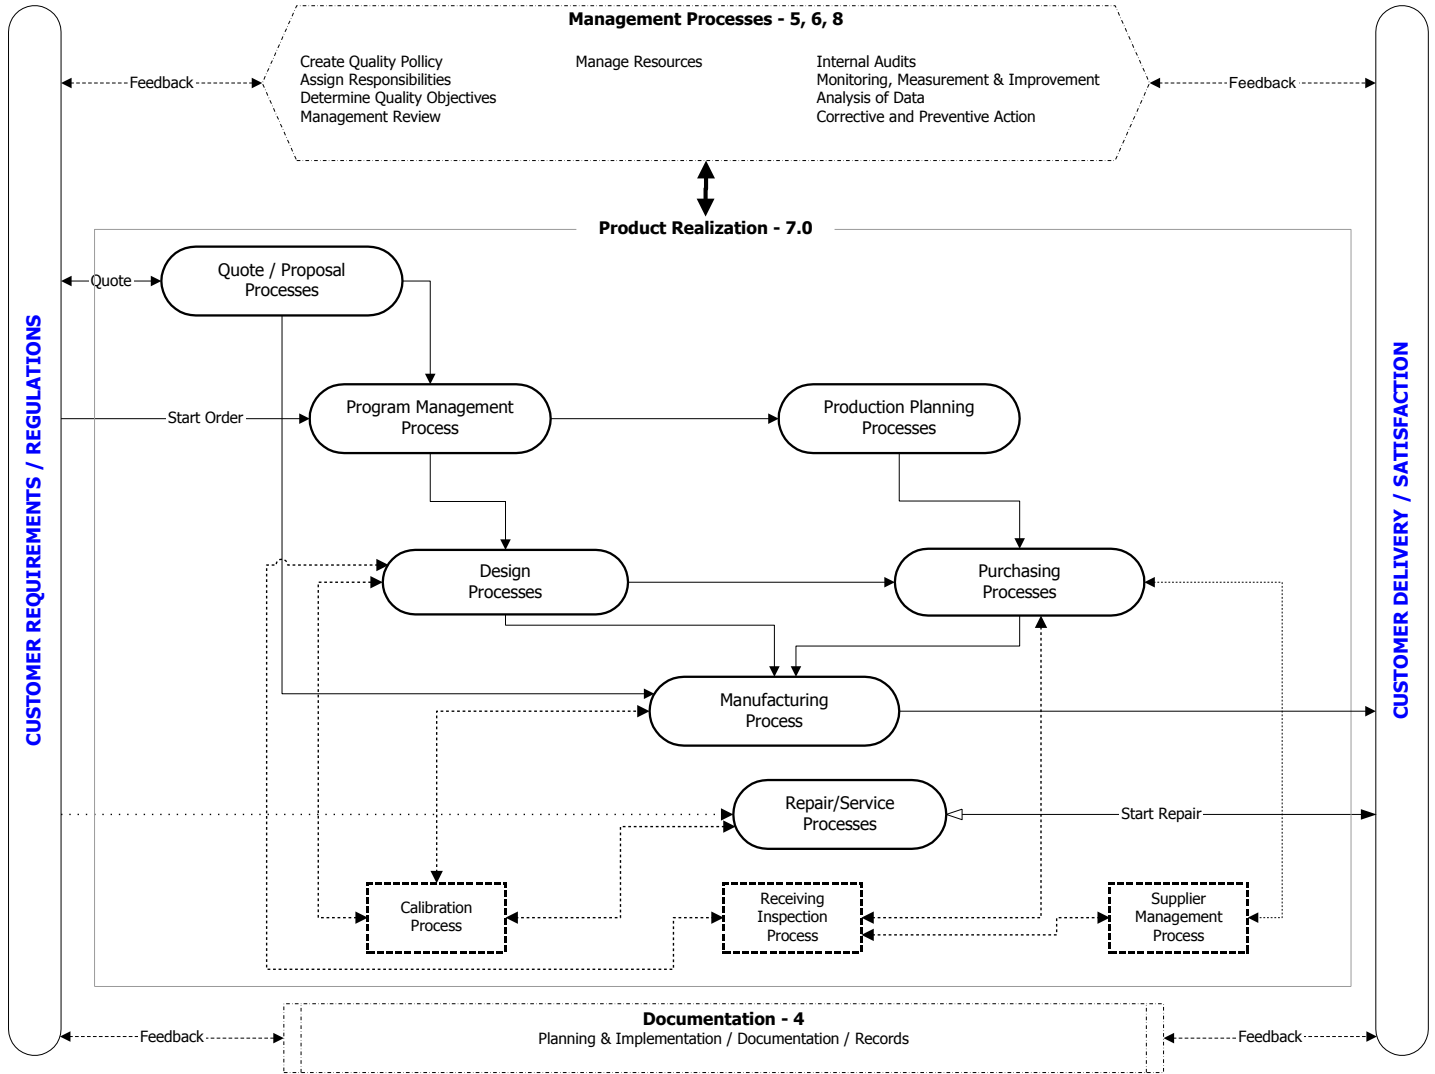 Management Processes - 5, 6, 8
Create Quality Pollicy
Assign Responsibilities
Determine Quality Objectives
Management Review
Manage Resources
Internal Audits
Monitoring, Measurement & Improvement
Analysis of Data
Corrective and Preventive Action
Feedback
Feedback
Product Realization - 7.0
Quote / Proposal
Processes
Quote
CUSTOMER REQUIREMENTS / REGULATIONS
CUSTOMER DELIVERY / SATISFACTION
Start Order
Program Management
Process
Production Planning
Processes
Design
Processes
Purchasing
Processes
Manufacturing
Process
Repair/Service
Processes
Start Repair
Calibration
Process
Receiving
Inspection
Process
Supplier
Management
Process
Documentation - 4
Planning & Implementation / Documentation / Records
Feedback
Feedback